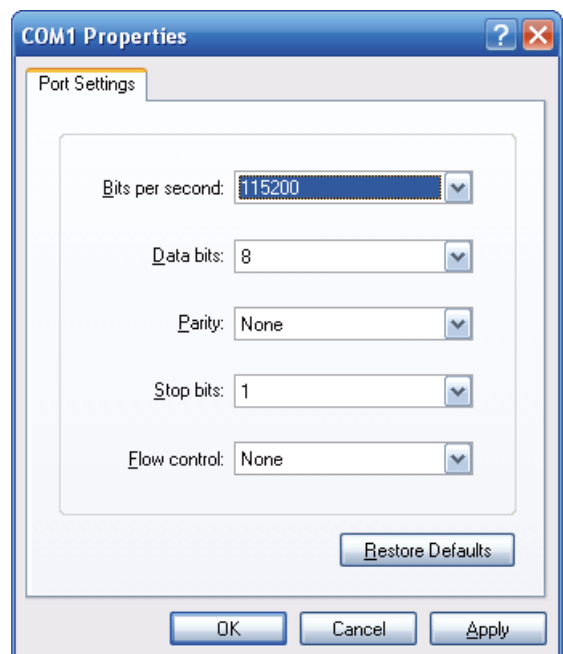 COM1 Properties
Port Settings
Bits per second: 115200
Data bits: 8
Parity: None
Stop bits: 1
Flow control: None
Restore Defaults
OK Cancel Apply